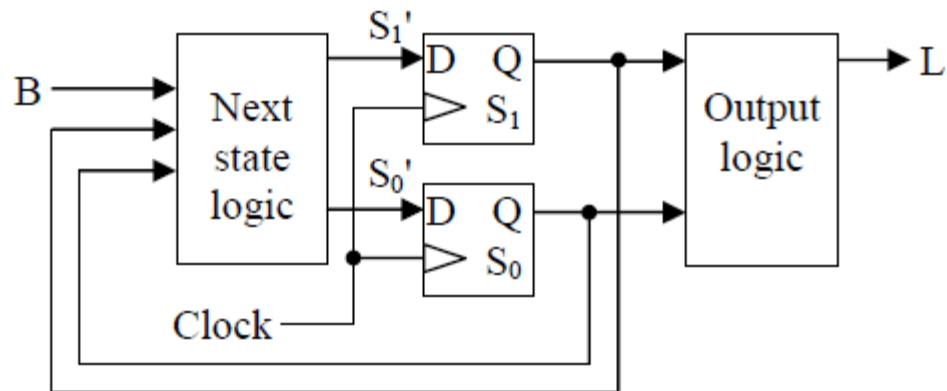 S₁'
B
Next
state
logic
D Q
S₁
Output
logic
L
S₀'
D Q
S₀
Clock